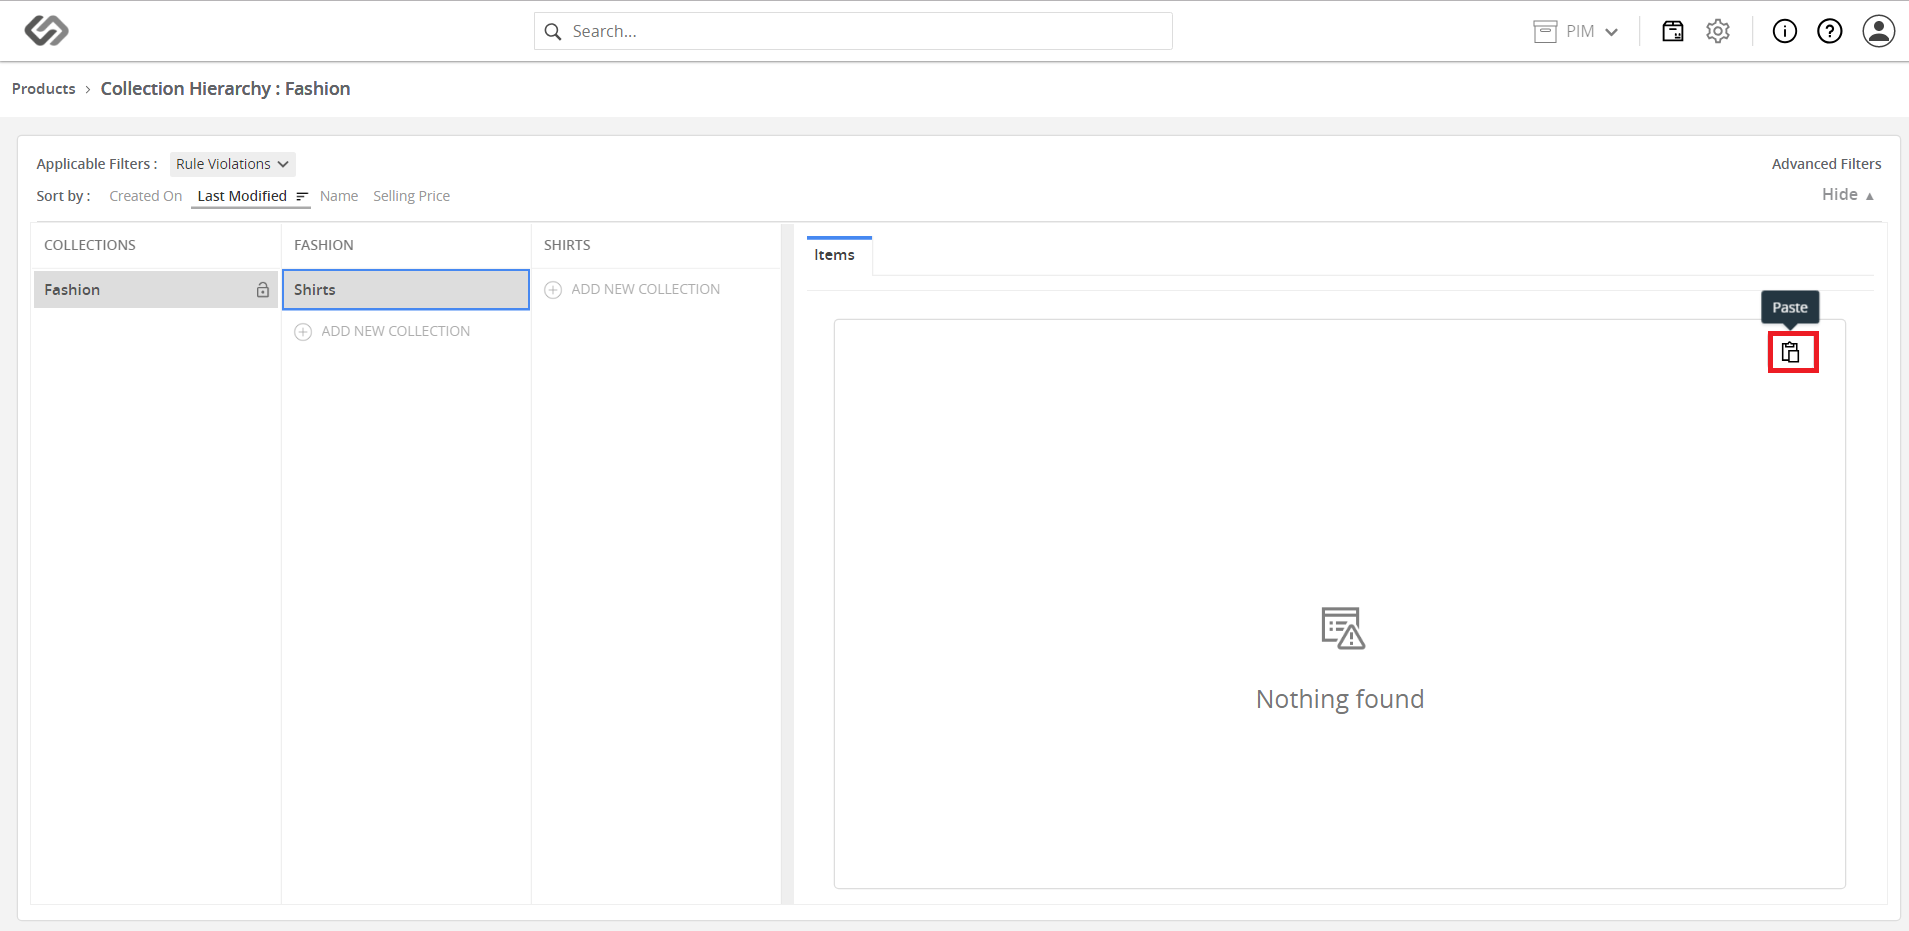 Search...
PIM
Products › Collection Hierarchy : Fashion
Applicable Filters : Rule Violations
Advanced Filters
Sort by : Created On Last Modified Name Selling Price
Hide ▲
COLLECTIONS
FASHION
SHIRTS
Items
Fashion
Shirts
ADD NEW COLLECTION
ADD NEW COLLECTION
Paste
Nothing found